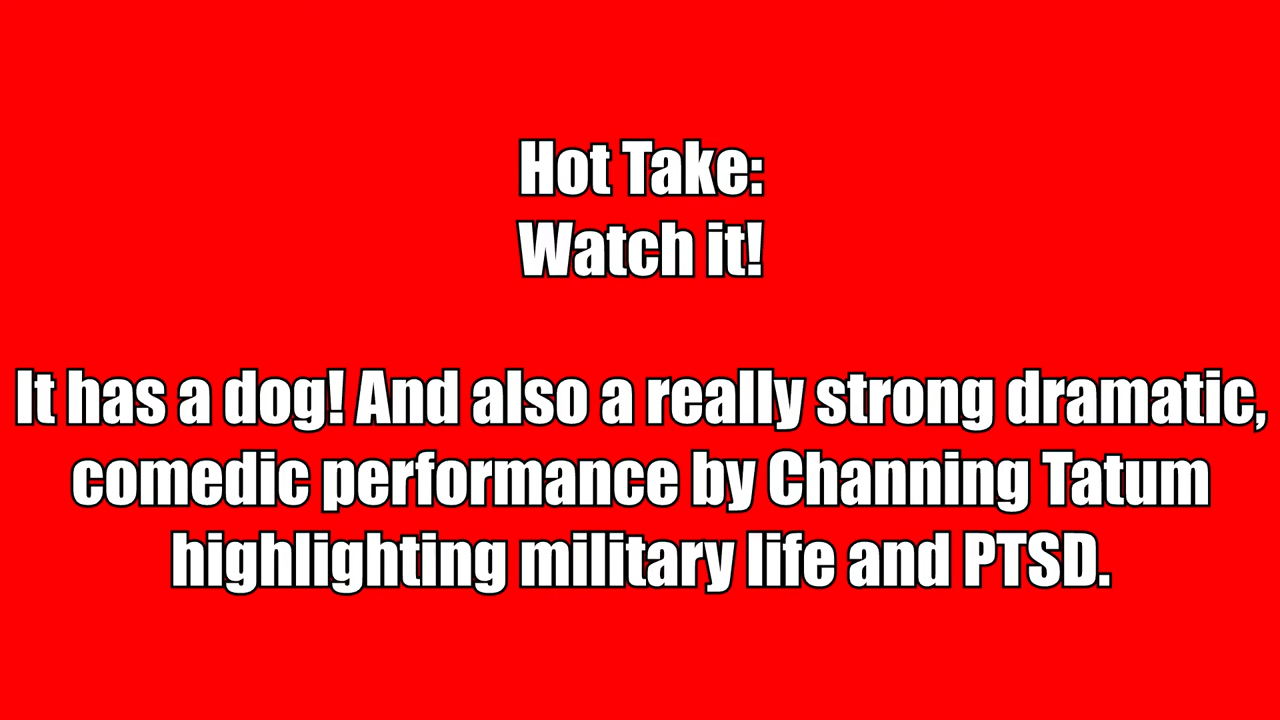 Hot Take:
Watch it!
It has a dog! And also a really strong dramatic,
comedic performance by Channing Tatum
highlighting military life and PTSD.